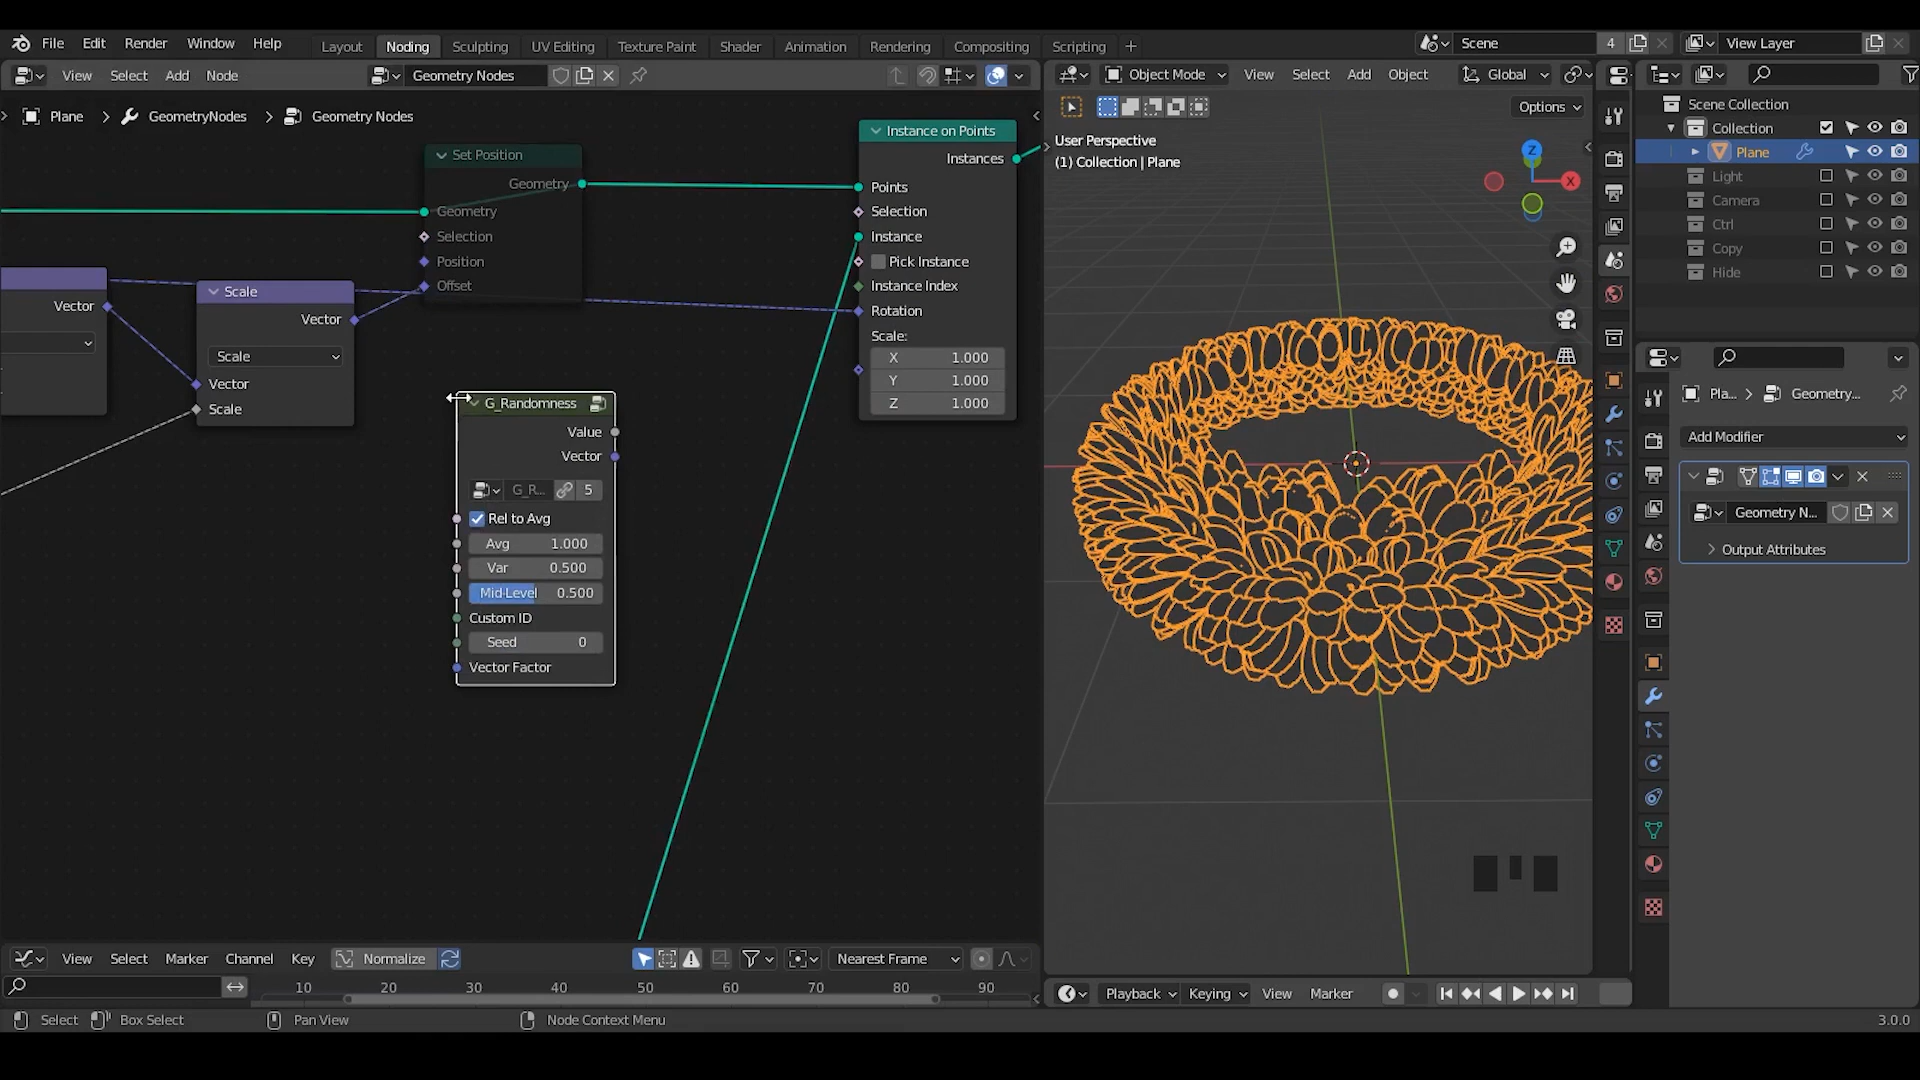 File Edit Render Window Help Layout Noding Sculpting UV Editing Texture Paint Shader Animation Rendering Compositing Scripting + Scene 4 View Layer
View Select Add Node Geometry Nodes Object Mode View Select Add Object Global
Plane > GeometryNodes > Geometry Nodes
Options
User Perspective
(1) Collection | Plane
Z
X
Scene Collection
Collection
Plane
Light
Camera
Ctrl
Copy
Hide
Set Position
Geometry
Geometry
Selection
Position
Offset
Instance on Points
Instances
Points
Selection
Instance
Pick Instance
Instance Index
Rotation
Scale:
X 1.000
Y 1.000
Z 1.000
Vector
Scale
Vector
Scale
Vector
Scale
G_Randomness
Value
Vector
G_R... 5
Rel to Avg
Avg 1.000
Var 0.500
Mid-Level 0.500
Custom ID
Seed 0
Vector Factor
Pla... > Geometry...
Add Modifier
Geometry N...
Output Attributes
View Select Marker Channel Key Normalize Nearest Frame
10 20 30 40 50 60 70 80 90
Playback Keying View Marker
Select Box Select Pan View Node Context Menu 3.0.0